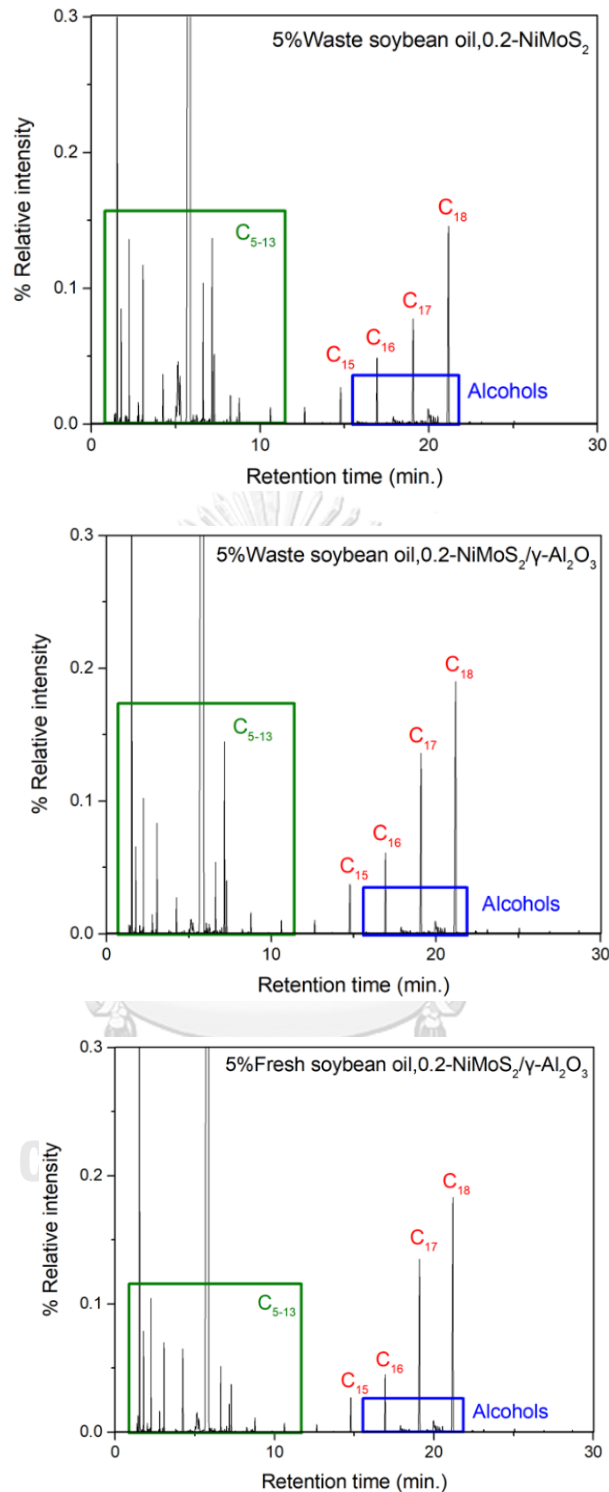 5%Waste soybean oil,0.2-NiMoS₂
0.3
0.2
0.1
0.0
% Relative intensity
C₅₋₁₃
C₁₅
C₁₆
C₁₇
C₁₈
Alcohols
0
10
20
30
Retention time (min.)
5%Waste soybean oil,0.2-NiMoS₂/γ-Al₂O₃
0.3
0.2
0.1
0.0
% Relative intensity
C₅₋₁₃
C₁₅
C₁₆
C₁₇
C₁₈
Alcohols
0
10
20
30
Retention time (min.)
5%Fresh soybean oil,0.2-NiMoS₂/γ-Al₂O₃
0.3
0.2
0.1
0.0
% Relative intensity
C₅₋₁₃
C₁₅
C₁₆
C₁₇
C₁₈
Alcohols
0
10
20
30
Retention time (min.)